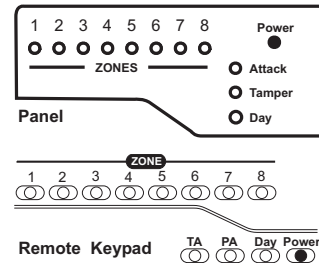 1 2 3 4 5 6 7 8
Power
ZONES
Attack
Tamper
Day
Panel
ZONE
1 2 3 4 5 6 7 8
Remote Keypad
TA PA Day Power